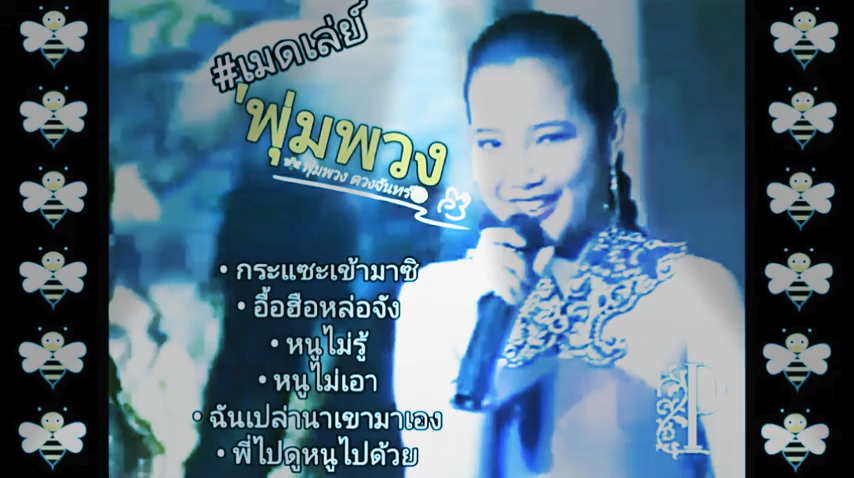 #เมดเล่ย์
'พุ่มพวง
พุ่มพวง ดวงจันทร์
• กระแซะเข้ามาซิ
• อื้อฮือหล่อจัง
• หนูไม่รู้
• หนูไม่เอา
• ฉันเปล่านาเขามาเอง
• พี่ไปดูหนูไปด้วย
P